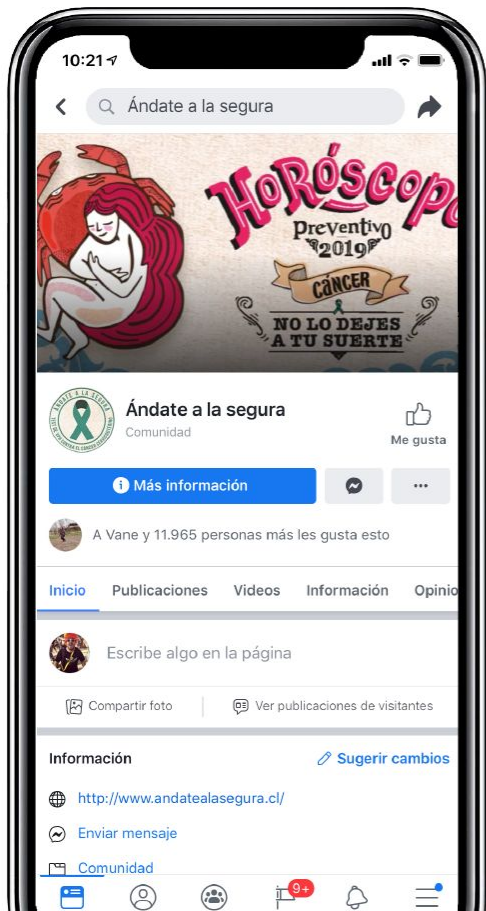 10:21
Ándate a la segura
HORÓSCOPO
Preventivo
2019
CÁNCER
NO LO DEJES
A TU SUERTE
ÁNDATE A LA SEGURA
Ándate a la segura
Comunidad
Me gusta
Más información
A Vane y 11.965 personas más les gusta esto
Inicio Publicaciones Videos Información Opinio
Escribe algo en la página
Compartir foto Ver publicaciones de visitantes
Información Sugerir cambios
http://www.andatealasegura.cl/
Enviar mensaje
Comunidad
9+